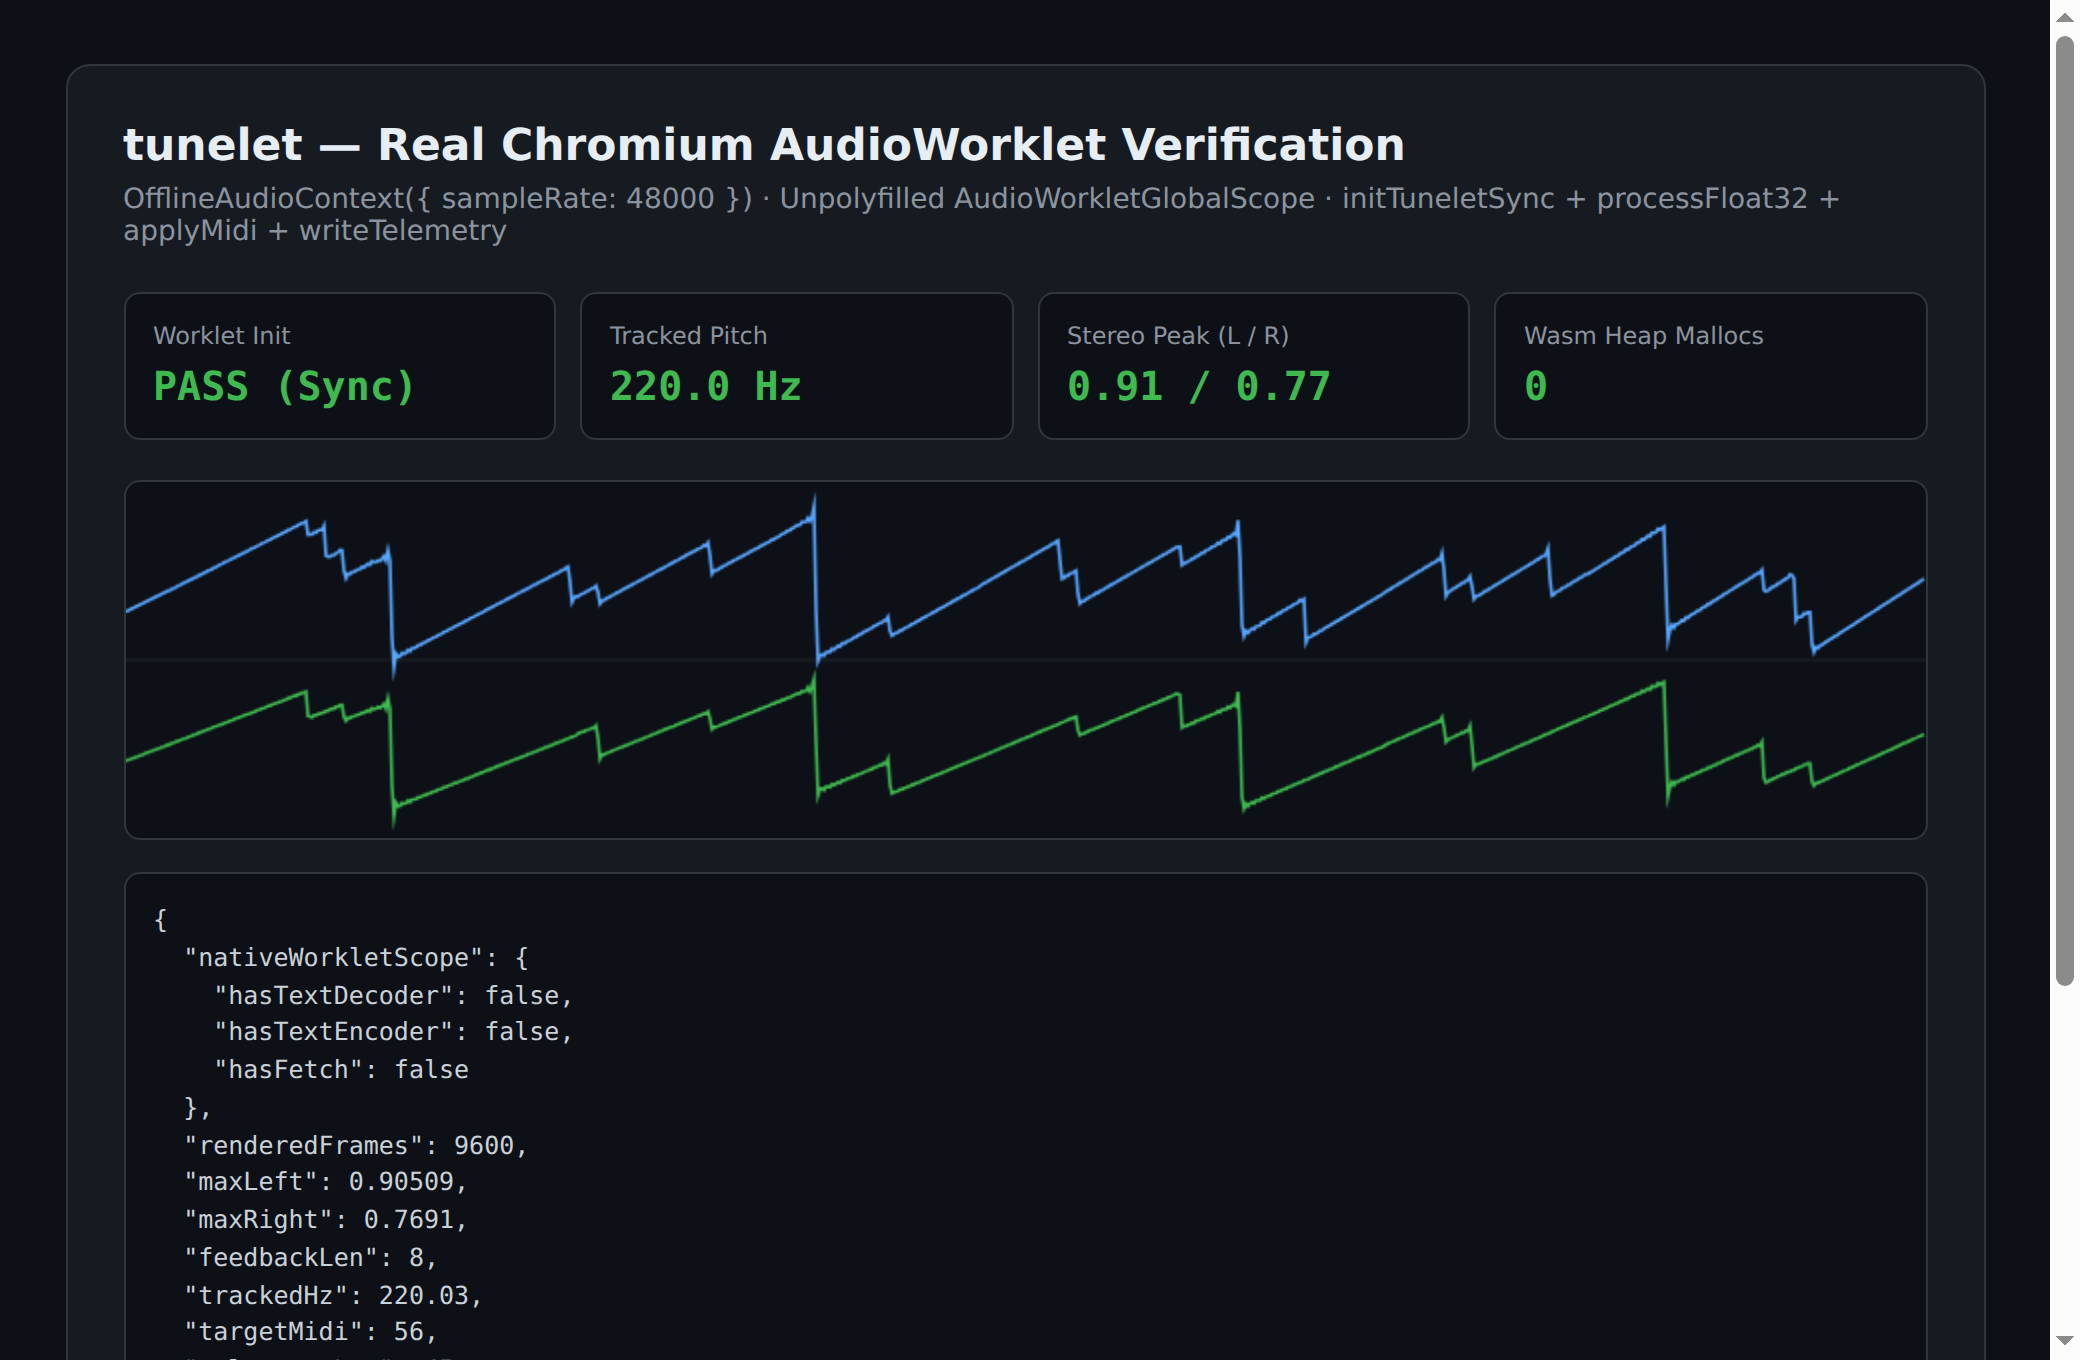 tunelet — Real Chromium AudioWorklet Verification
OfflineAudioContext({ sampleRate: 48000 }) · Unpolyfilled AudioWorkletGlobalScope · initTuneletSync + processFloat32 +
applyMidi + writeTelemetry
Worklet Init
PASS (Sync)
Tracked Pitch
220.0 Hz
Stereo Peak (L / R)
0.91 / 0.77
Wasm Heap Mallocs
0
{
  "nativeWorkletScope": {
    "hasTextDecoder": false,
    "hasTextEncoder": false,
    "hasFetch": false
  },
  "renderedFrames": 9600,
  "maxLeft": 0.90509,
  "maxRight": 0.7691,
  "feedbackLen": 8,
  "trackedHz": 220.03,
  "targetMidi": 56,